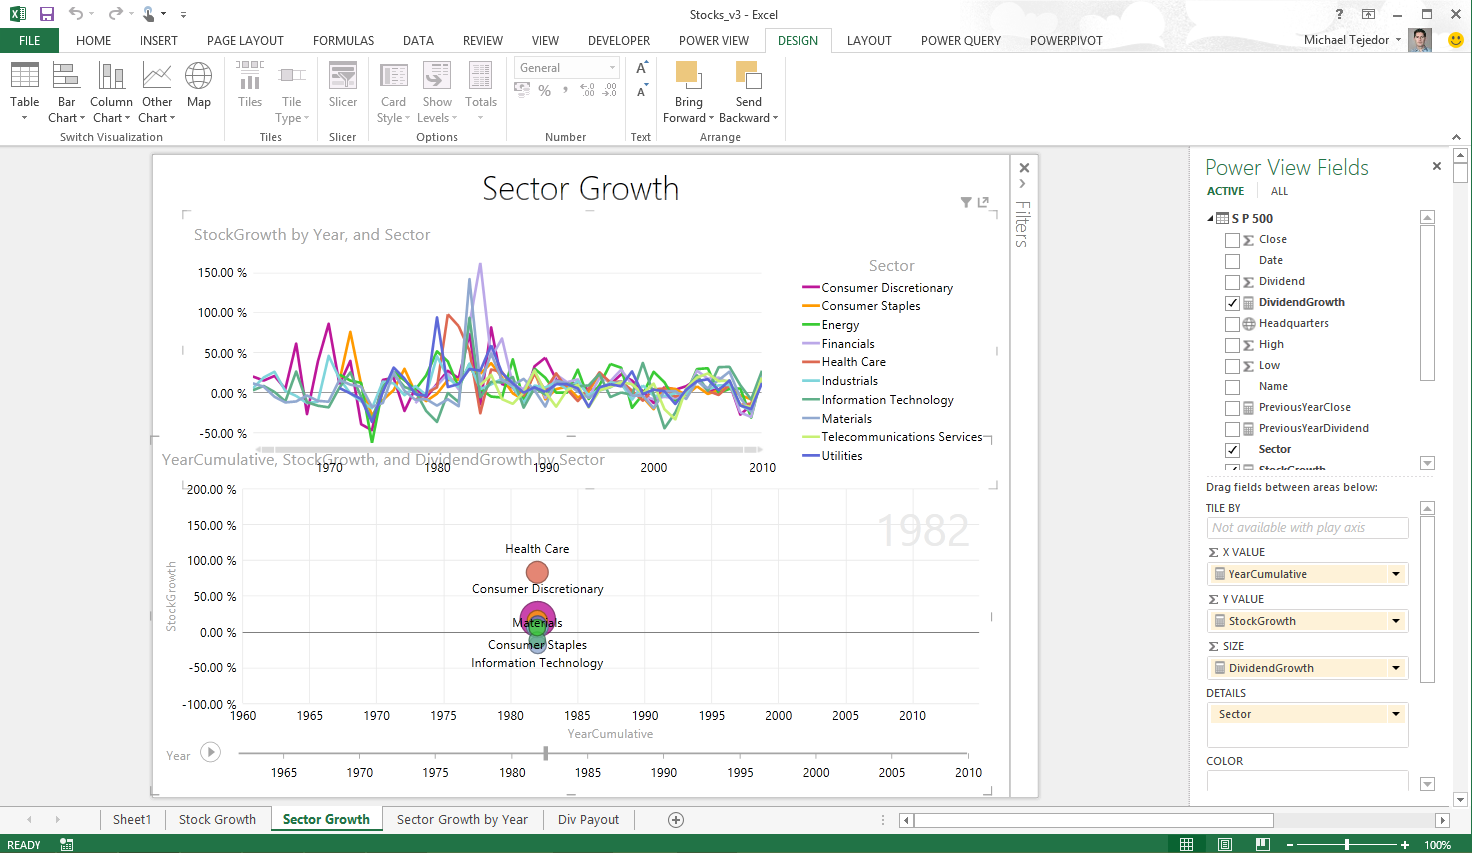 Stocks_v3 - Excel
?
FILE HOME INSERT PAGE LAYOUT FORMULAS DATA REVIEW VIEW DEVELOPER POWER VIEW DESIGN LAYOUT POWER QUERY POWERPIVOT Michael Tejedor
Table Bar Chart Column Chart Other Chart Map
Switch Visualization
Tiles Tile Type
Tiles
Slicer
Slicer
Card Style Show Levels Totals
Options
General
% , .00 .00
Number
A A
Text
Bring Forward Send Backward
Arrange
Sector Growth
Filters
StockGrowth by Year, and Sector
150.00 %
100.00 %
50.00 %
0.00 %
-50.00 %
1970 1980 1990 2000 2010
Sector
Consumer Discretionary
Consumer Staples
Energy
Financials
Health Care
Industrials
Information Technology
Materials
Telecommunications Services
Utilities
YearCumulative, StockGrowth, and DividendGrowth by Sector
200.00 %
150.00 %
100.00 %
50.00 %
0.00 %
-50.00 %
-100.00 %
StockGrowth
1982
Health Care
Consumer Discretionary
Materials
Consumer Staples
Information Technology
1960 1965 1970 1975 1980 1985 1990 1995 2000 2005 2010
YearCumulative
Year
1965 1970 1975 1980 1985 1990 1995 2000 2005 2010
Power View Fields
ACTIVE ALL
S P 500
Close
Date
Dividend
DividendGrowth
Headquarters
High
Low
Name
PreviousYearClose
PreviousYearDividend
Sector
StockGrowth
Drag fields between areas below:
TILE BY
Not available with play axis
Σ X VALUE
YearCumulative
Σ Y VALUE
StockGrowth
Σ SIZE
DividendGrowth
DETAILS
Sector
COLOR
Sheet1 Stock Growth Sector Growth Sector Growth by Year Div Payout
READY 100%